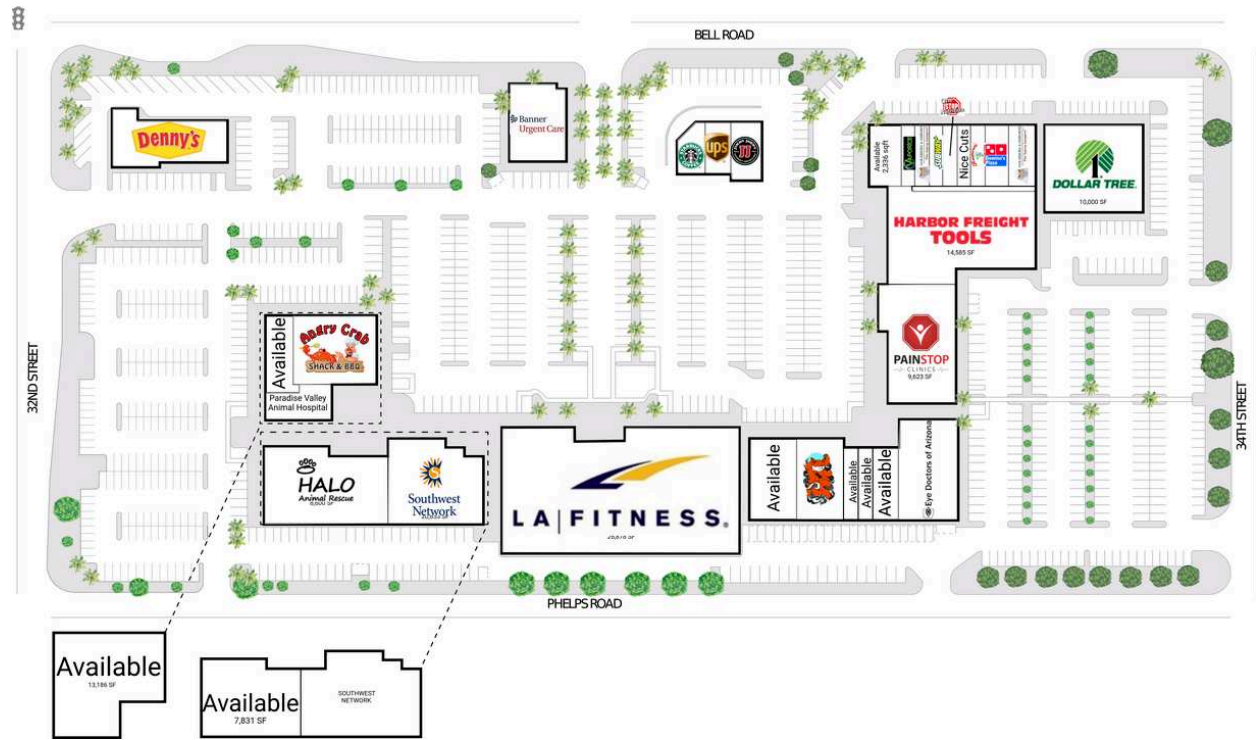 BELL ROAD
Denny's
Banner
Urgent Care
ups
STOP
Available
2,336 sqft
SUBWAY
Nice Cuts
Domino's
Pizza
DOLLAR TREE.
10,000 SF
HARBOR FREIGHT
TOOLS
14,585 SF
32ND STREET
34TH STREET
Available
Angry Crab
SHACK & BBQ
Paradise Valley
Animal Hospital
PAINSTOP
CLINICS
9,623 SF
HALO
Animal Rescue
Southwest
Network
LA|FITNESS.
Available
Available
Available
Available
Eye Doctors of Arizona
PHELPS ROAD
Available
13,186 SF
Available
7,831 SF
SOUTHWEST
NETWORK